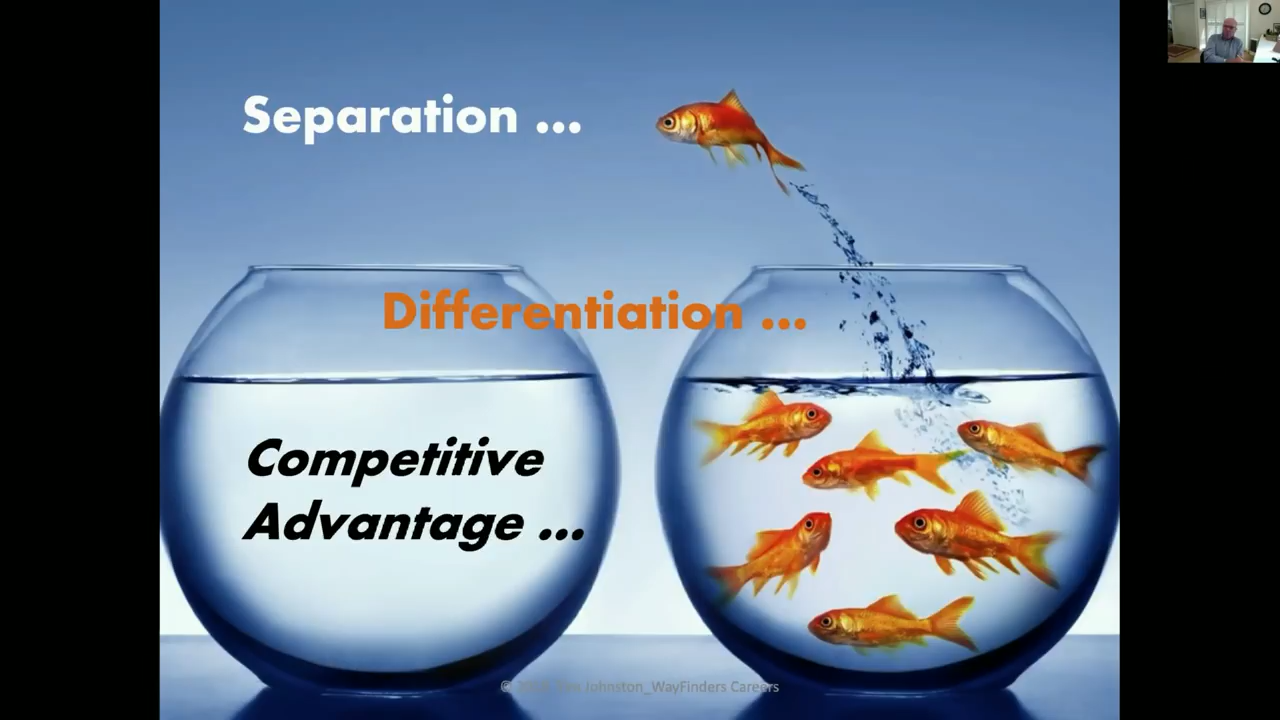 Separation ...
Differentiation ...
Competitive
Advantage ...
Johnston_WayFinders Careers